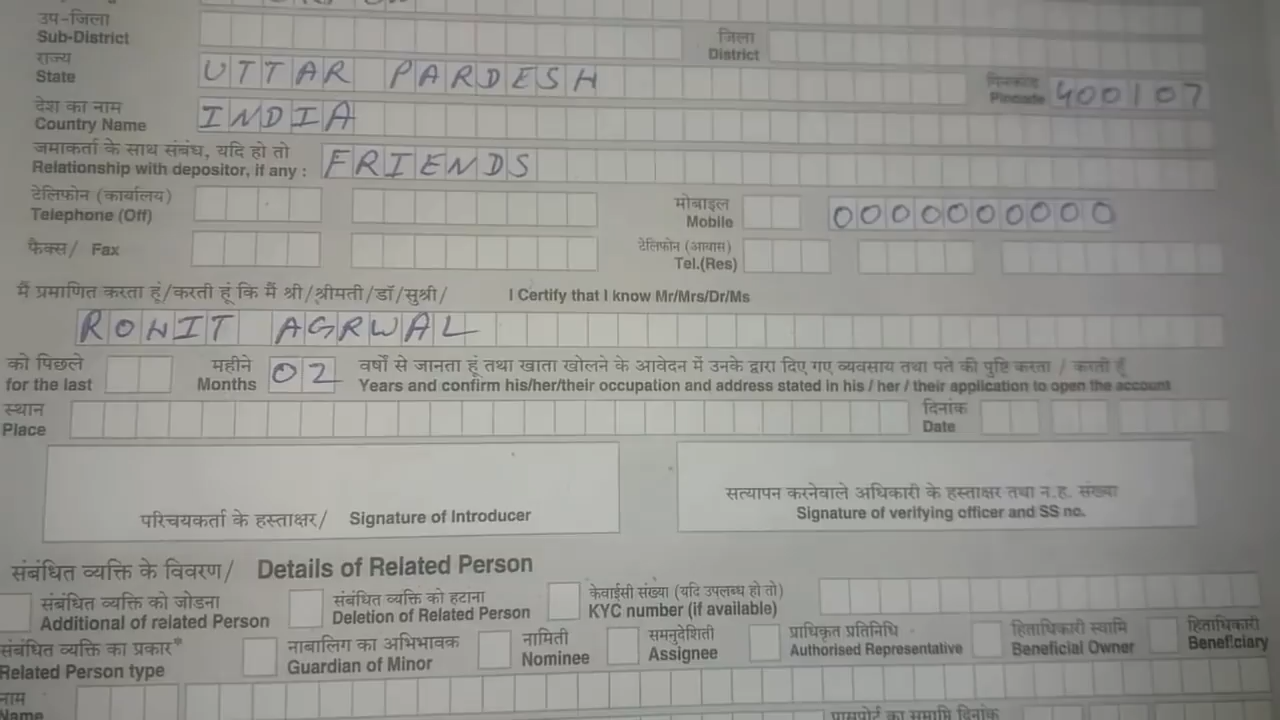 उप-जिला जिला
Sub-District District
राज्य पिनकोड
State UTTAR PARDESH Pincode 400107
देश का नाम
Country Name INDIA
जमाकर्ता के साथ संबंध, यदि हो तो
Relationship with depositor, if any : FRIENDS
टेलिफोन (कार्यालय) मोबाइल
Telephone (Off) Mobile 0000000000
फैक्स/ Fax टेलिफोन (आवास)
Tel.(Res)
मैं प्रमाणित करता हूं/करती हूं कि मैं श्री/श्रीमती/डॉ/सुश्री/ I Certify that I know Mr/Mrs/Dr/Ms
ROHIT AGRWAL
को पिछले महीने वर्षों से जानता हूं तथा खाता खोलने के आवेदन में उनके द्वारा दिए गए व्यवसाय तथा पते की पुष्टि करता / करती हूँ
for the last Months 02 Years and confirm his/her/their occupation and address stated in his / her / their application to open the account
स्थान दिनांक
Place Date
सत्यापन करनेवाले अधिकारी के हस्ताक्षर तथा न.ह. संख्या
परिचयकर्ता के हस्ताक्षर/ Signature of Introducer Signature of verifying officer and SS no.
संबंधित व्यक्ति के विवरण/ Details of Related Person
संबंधित व्यक्ति को जोडना संबंधित व्यक्ति को हटाना केवाईसी संख्या (यदि उपलब्ध हो तो)
Additional of related Person Deletion of Related Person KYC number (if available)
संबंधित व्यक्ति का प्रकार* नाबालिग का अभिभावक नामिती समनुदेशिती प्राधिकृत प्रतिनिधि हिताधिकारी स्वामि हिताधिकारी
Related Person type Guardian of Minor Nominee Assignee Authorised Representative Beneficial Owner Beneficiary
नाम
Name पासपोर्ट का समाप्ति दिनांक